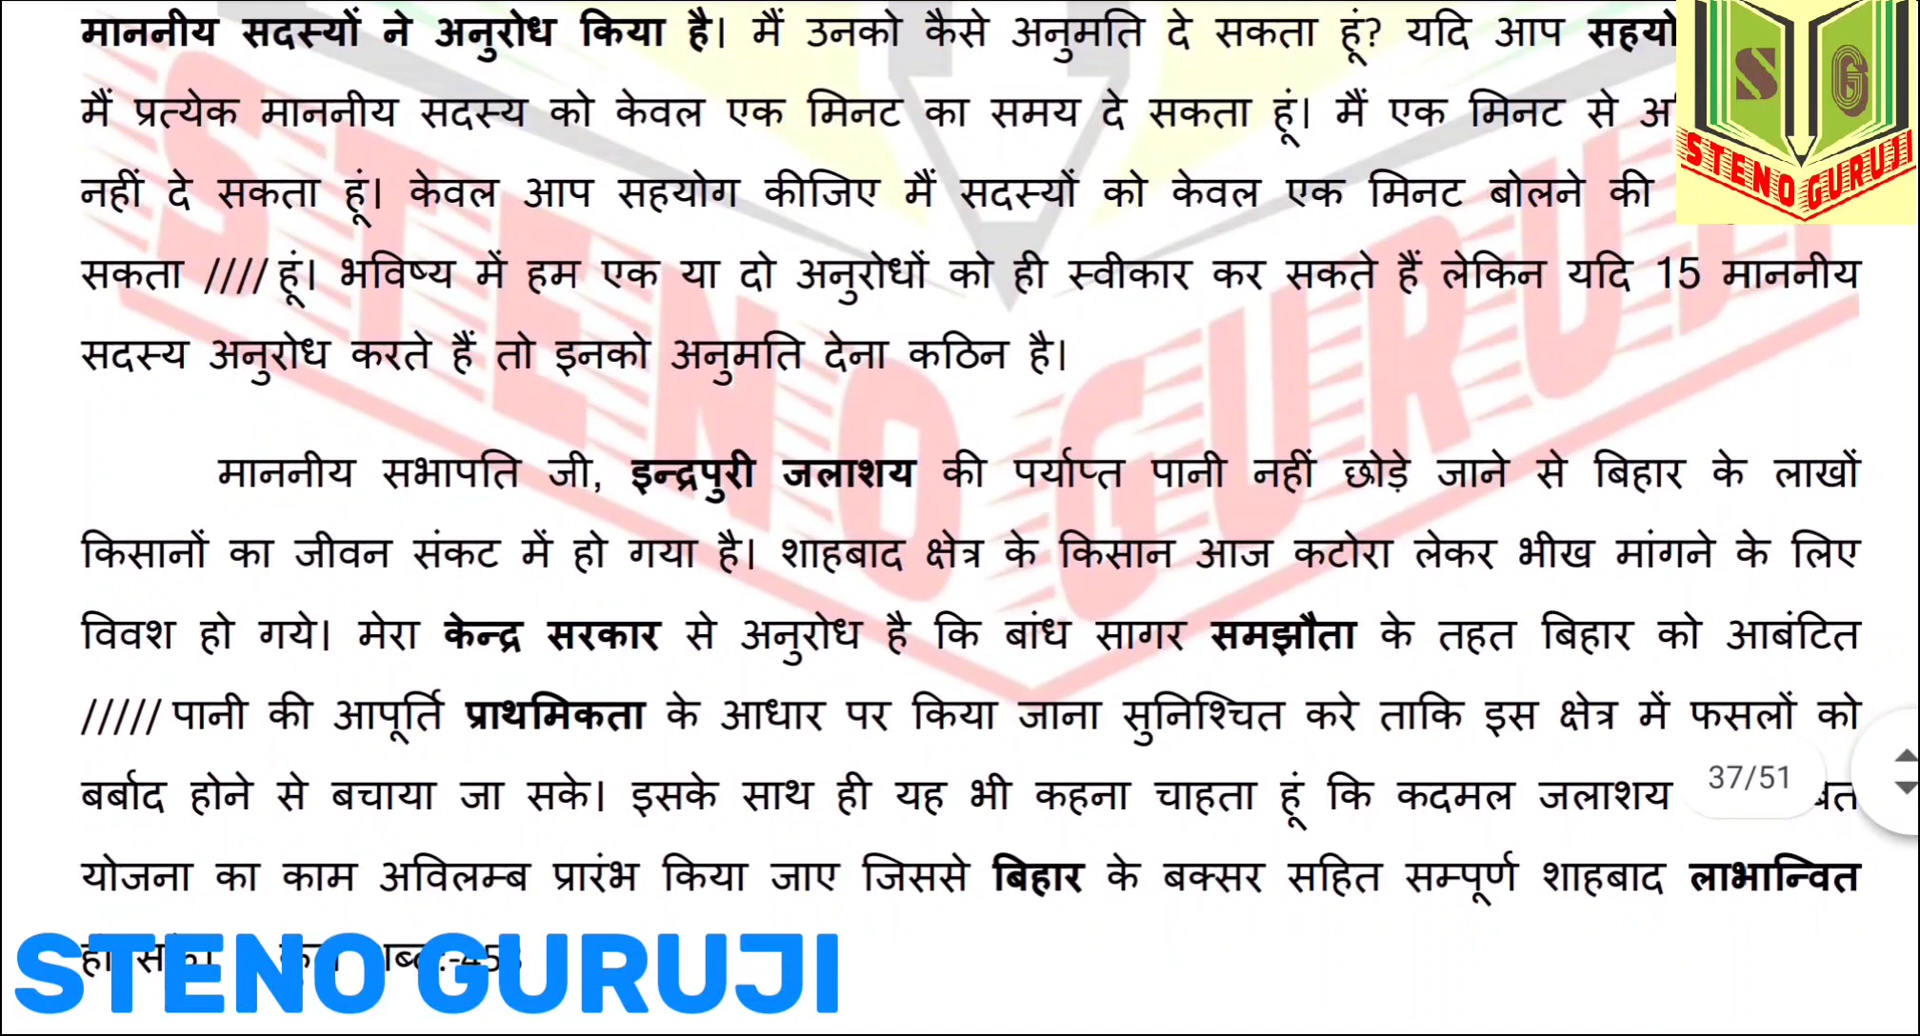 माननीय सदस्यों ने अनुरोध किया है। मैं उनको कैसे अनुमति दे सकता हूं? यदि आप
मैं प्रत्येक माननीय सदस्य को केवल एक मिनट का समय दे सकता हूं। मैं एक मिनट से
नहीं दे सकता हूं। केवल आप सहयोग कीजिए मैं सदस्यों को केवल एक मिनट बोलने की
सकता //// हूं। भविष्य में हम एक या दो अनुरोधों को ही स्वीकार कर सकते हैं लेकिन यदि 15 माननीय
सदस्य अनुरोध करते हैं तो इनको अनुमति देना कठिन है।
माननीय सभापति जी, इन्द्रपुरी जलाशय की पर्याप्त पानी नहीं छोड़े जाने से बिहार के लाखों
किसानों का जीवन संकट में हो गया है। शाहबाद क्षेत्र के किसान आज कटोरा लेकर भीख मांगने के लिए
विवश हो गये। मेरा केन्द्र सरकार से अनुरोध है कि बांध सागर समझौता के तहत बिहार को आबंटित
///// पानी की आपूर्ति प्राथमिकता के आधार पर किया जाना सुनिश्चित करे ताकि इस क्षेत्र में फसलों को
बर्बाद होने से बचाया जा सके। इसके साथ ही यह भी कहना चाहता हूं कि कदमल जलाशय
योजना का काम अविलम्ब प्रारंभ किया जाए जिससे बिहार के बक्सर सहित सम्पूर्ण शाहबाद लाभान्वित
S G
STENO GURUJI
37/51
STENO GURUJI
STENO GURUJI